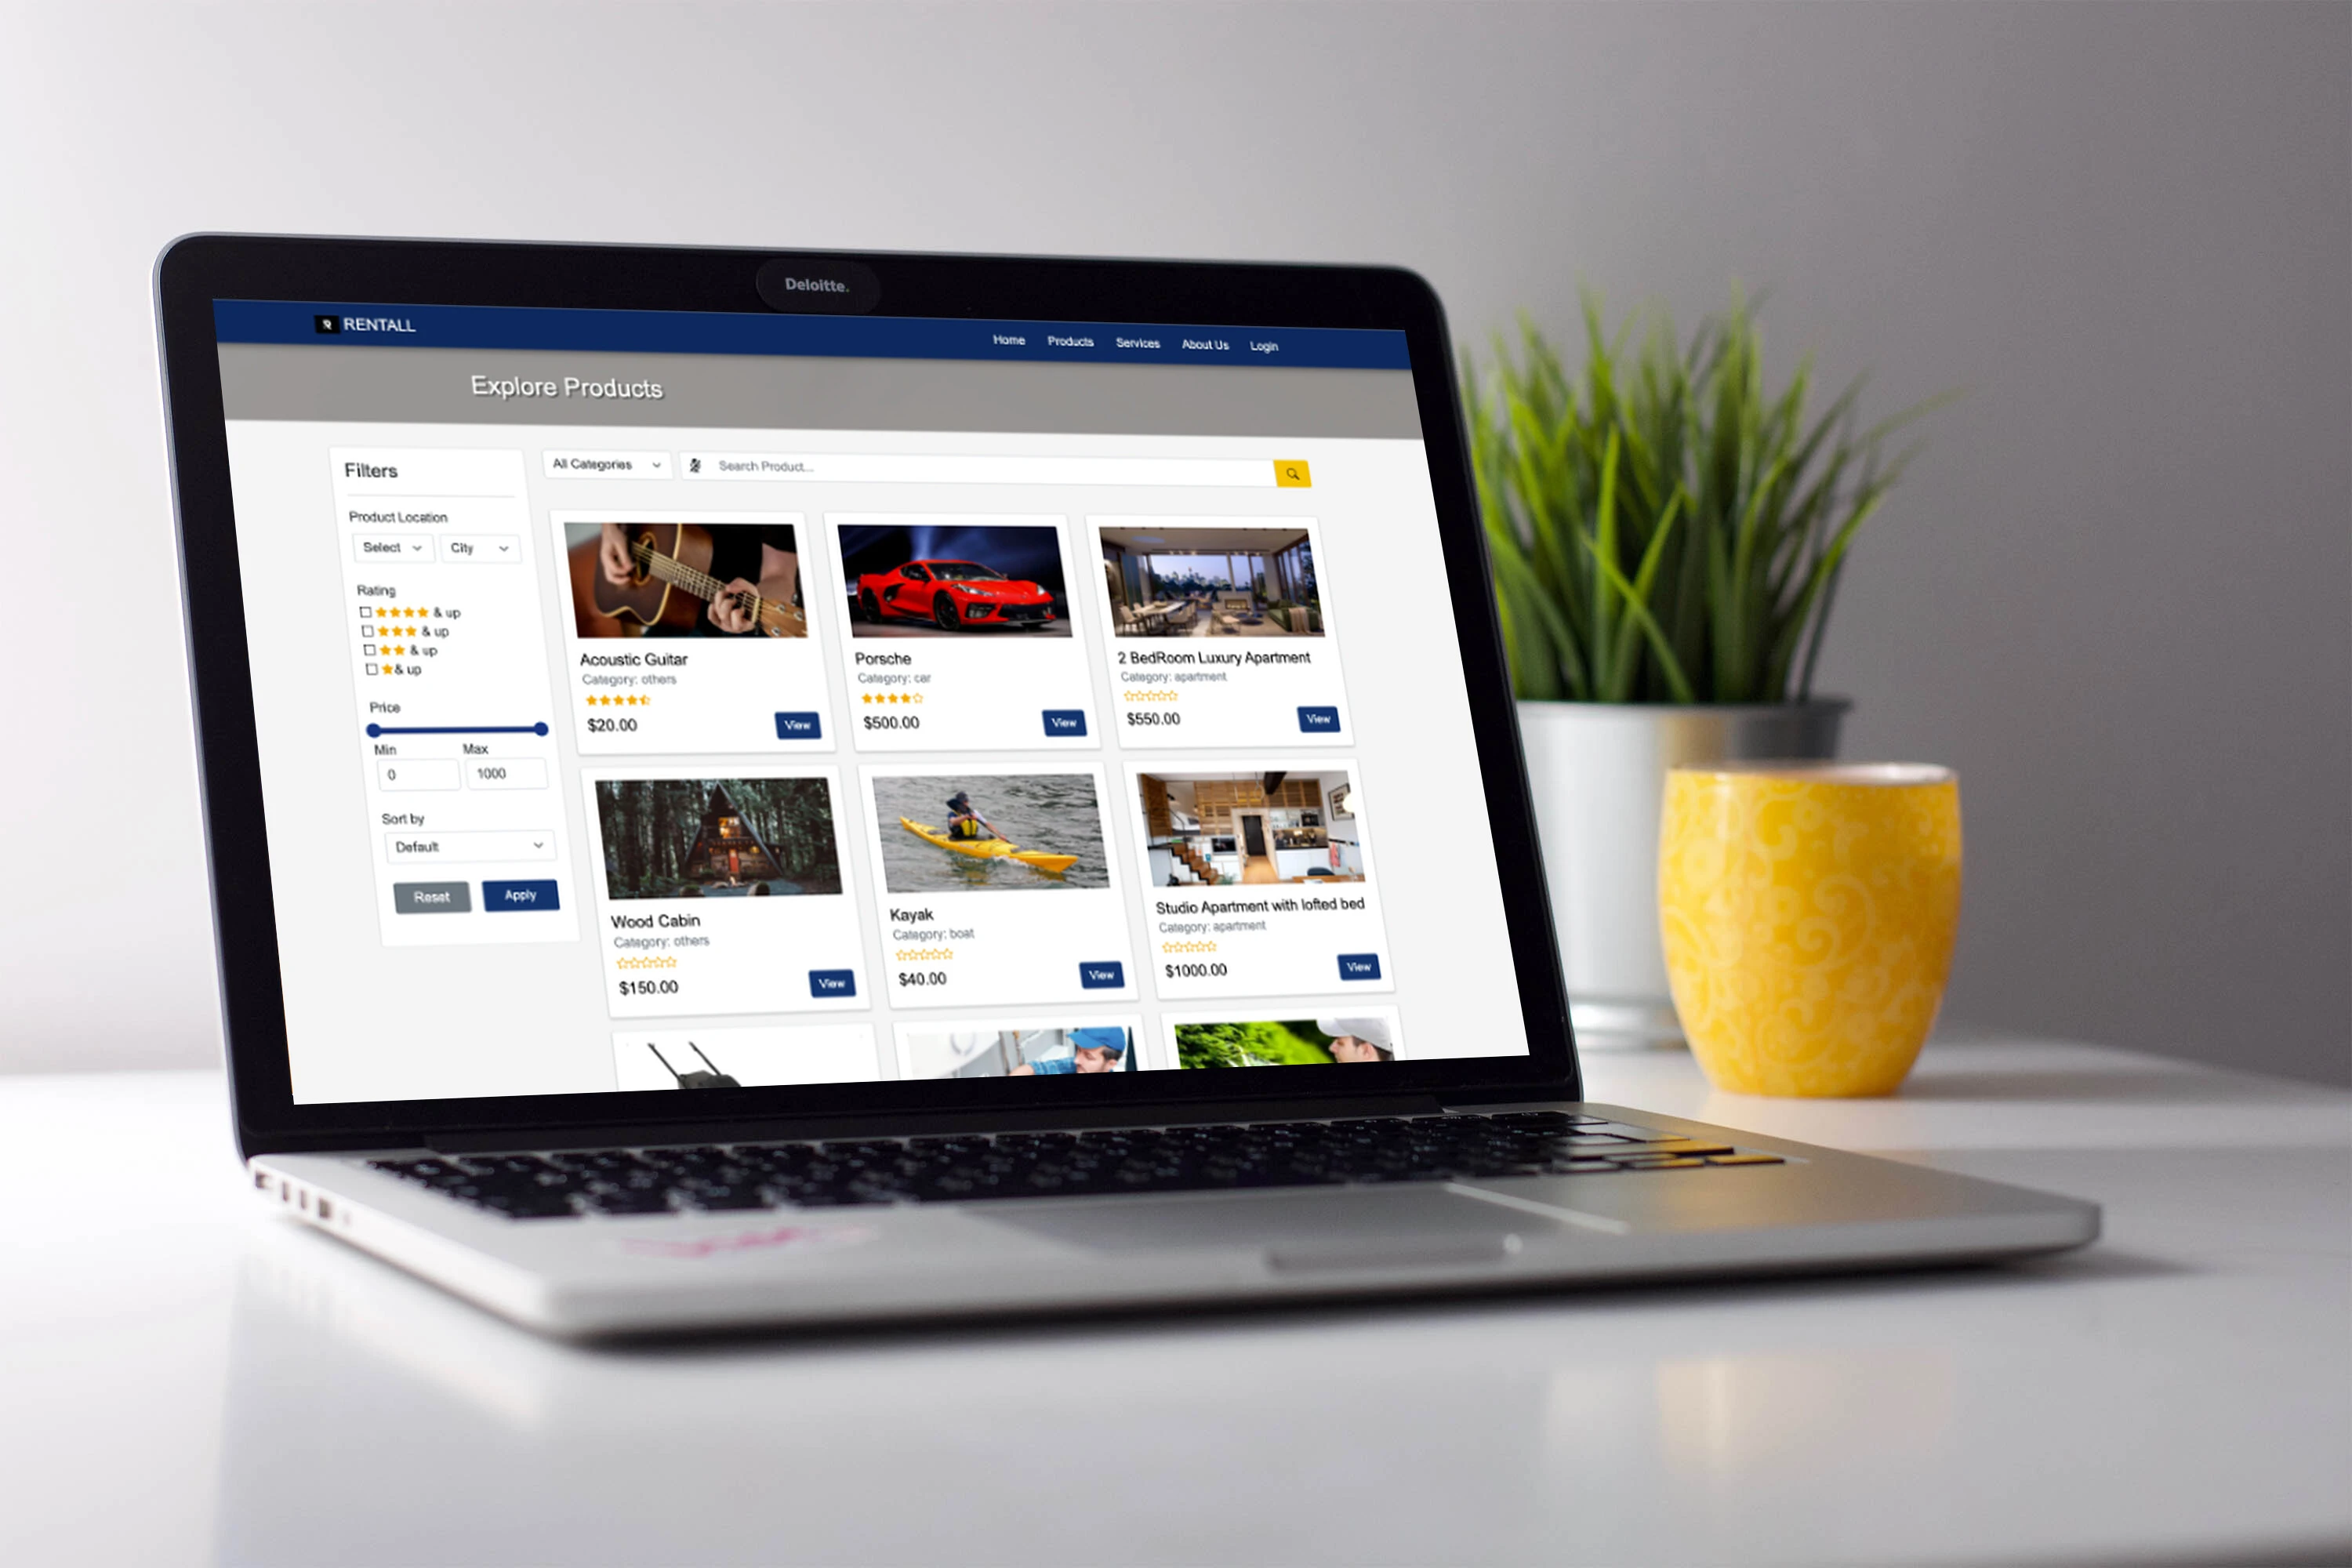 Deloitte.
RENTALL
Home Products Services About Us Login
Explore Products
Filters
Product Location
Select City
Rating
& up
& up
& up
& up
Price
Min Max
0 1000
Sort by
Default
Reset Apply
All Categories Search Product...
Acoustic Guitar
Category: others
$20.00 View
Porsche
Category: car
$500.00 View
2 BedRoom Luxury Apartment
Category: apartment
$550.00 View
Wood Cabin
Category: others
$150.00 View
Kayak
Category: boat
$40.00 View
Studio Apartment with lofted bed
Category: apartment
$1000.00 View